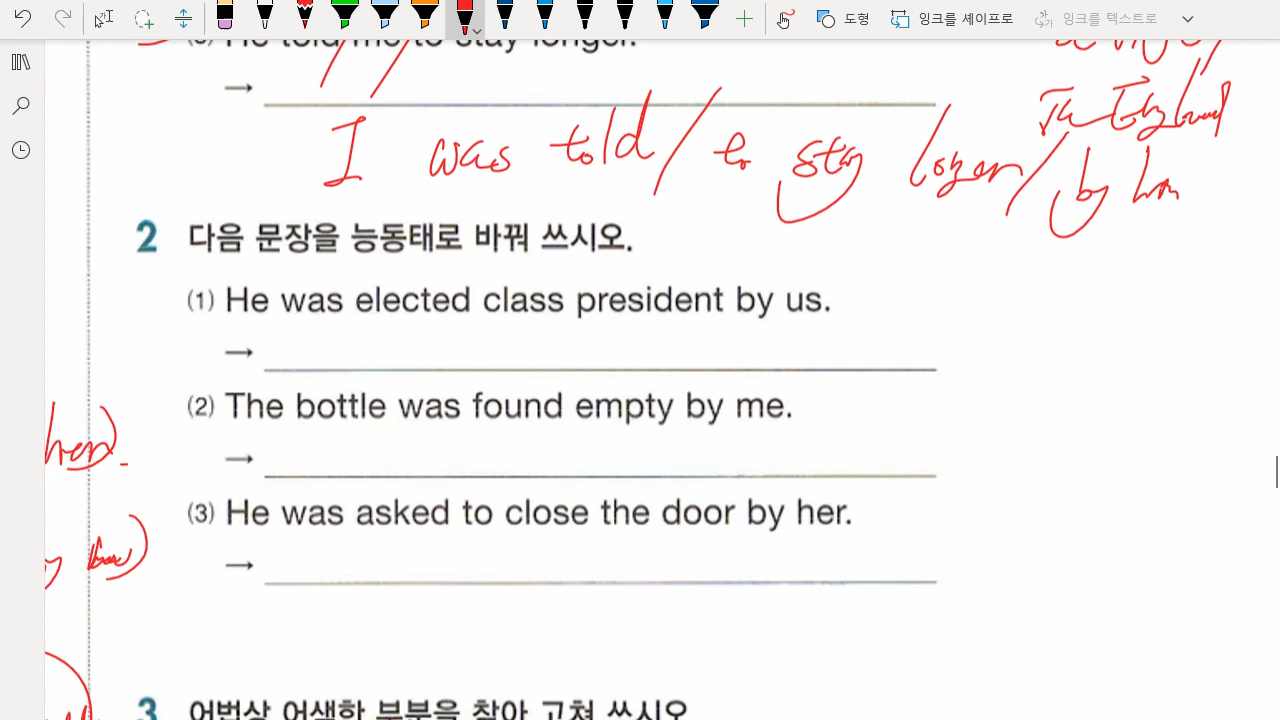 도형
잉크를 셰이프로
잉크를 텍스트로
He told me to stay longer.
→
I was told / to stay
by him
2 다음 문장을 능동태로 바꿔 쓰시오.
(1) He was elected class president by us.
→
(2) The bottle was found empty by me.
→
(3) He was asked to close the door by her.
→
3 어법상 어색한 부분을 찾아 고쳐 쓰시오